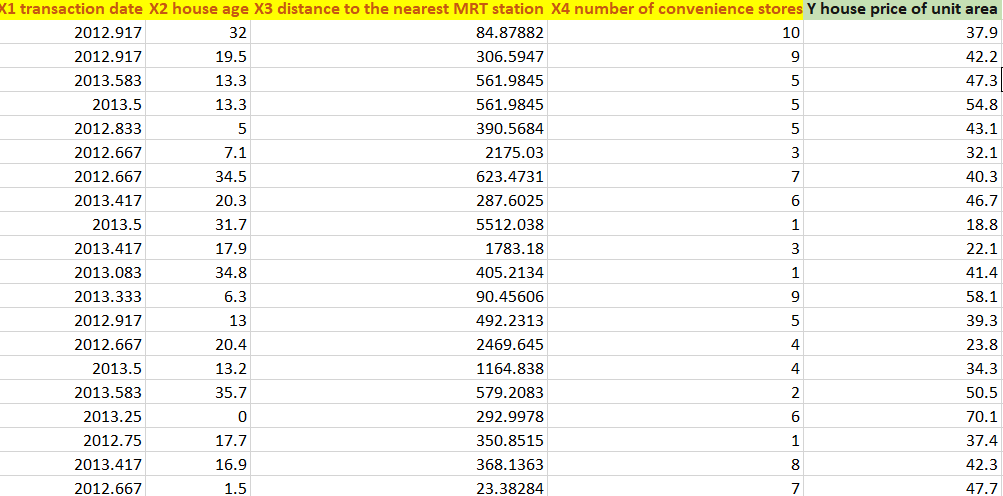 X1 transaction date X2 house age X3 distance to the nearest MRT station X4 number of convenience stores Y house price of unit area
2012.917 32 84.87882 10 37.9
2012.917 19.5 306.5947 9 42.2
2013.583 13.3 561.9845 5 47.3
2013.5 13.3 561.9845 5 54.8
2012.833 5 390.5684 5 43.1
2012.667 7.1 2175.03 3 32.1
2012.667 34.5 623.4731 7 40.3
2013.417 20.3 287.6025 6 46.7
2013.5 31.7 5512.038 1 18.8
2013.417 17.9 1783.18 3 22.1
2013.083 34.8 405.2134 1 41.4
2013.333 6.3 90.45606 9 58.1
2012.917 13 492.2313 5 39.3
2012.667 20.4 2469.645 4 23.8
2013.5 13.2 1164.838 4 34.3
2013.583 35.7 579.2083 2 50.5
2013.25 0 292.9978 6 70.1
2012.75 17.7 350.8515 1 37.4
2013.417 16.9 368.1363 8 42.3
2012.667 1.5 23.38284 7 47.7